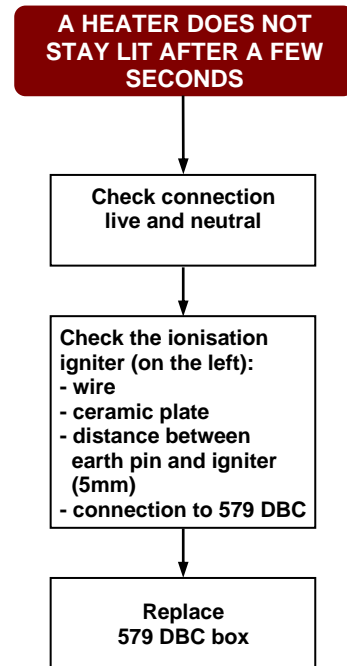 A HEATER DOES NOT
STAY LIT AFTER A FEW
SECONDS
Check connection
live and neutral
Check the ionisation
igniter (on the left):
- wire
- ceramic plate
- distance between
earth pin and igniter
(5mm)
- connection to 579 DBC
Replace
579 DBC box